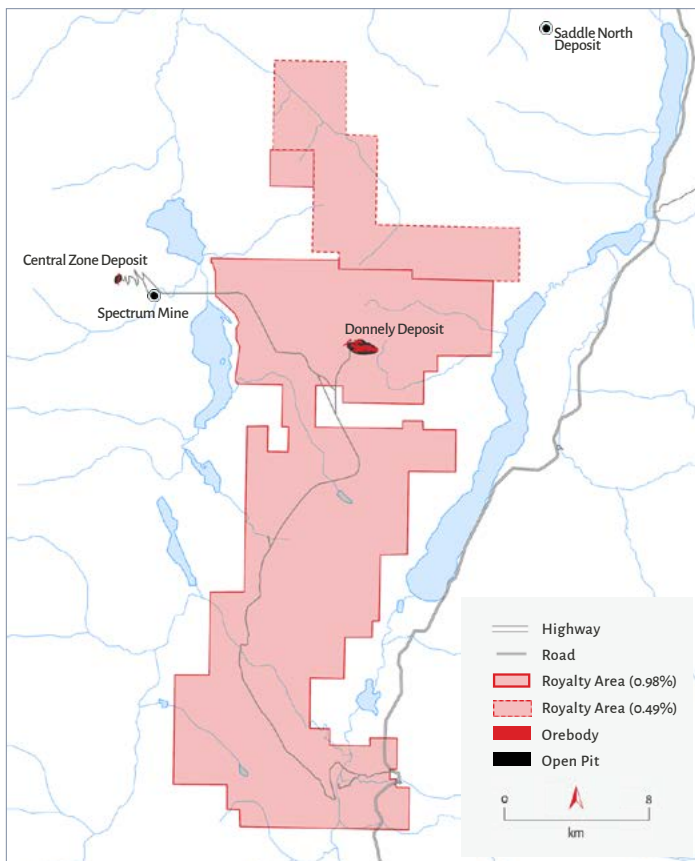 Saddle North
Deposit
Central Zone Deposit
Spectrum Mine
Donnely Deposit
Highway
Road
Royalty Area (0.98%)
Royalty Area (0.49%)
Orebody
Open Pit
0 8
km